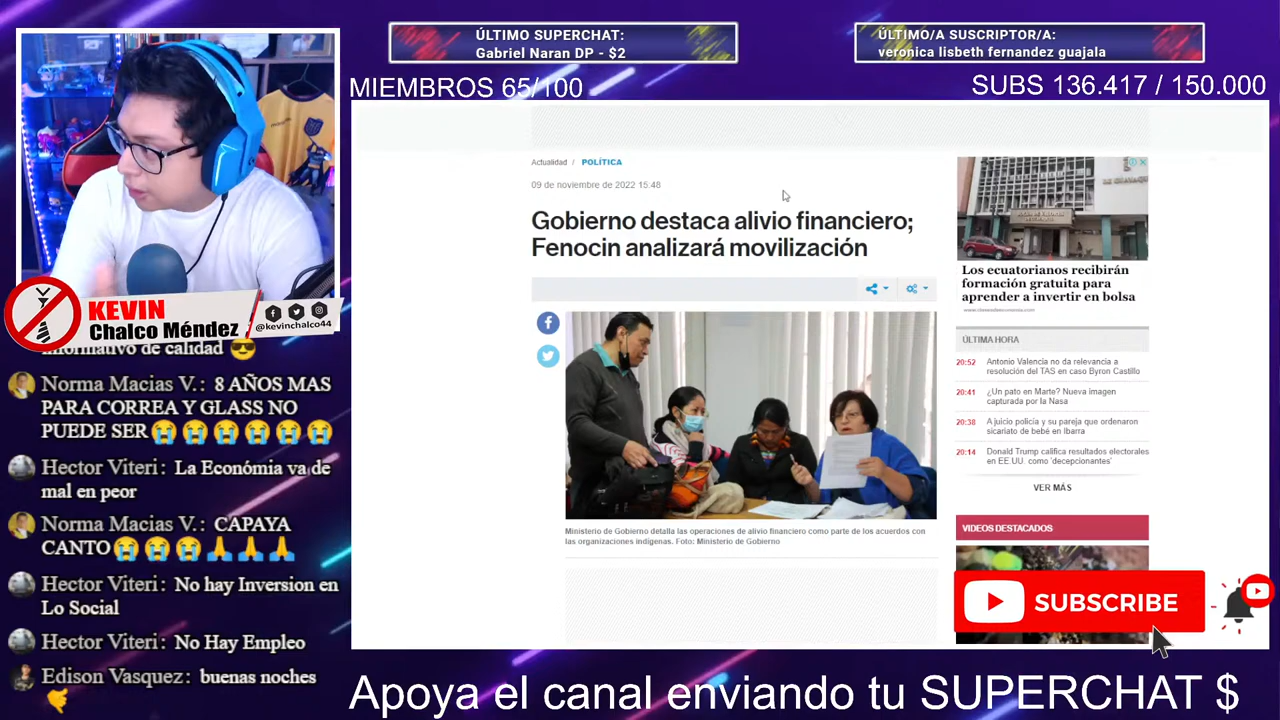 ÚLTIMO SUPERCHAT:
Gabriel Naran DP - $2
ÚLTIMO/A SUSCRIPTOR/A:
veronica lisbeth fernandez guajala
MIEMBROS 65/100
SUBS 136.417 / 150.000
Actualidad / POLÍTICA
09 de noviembre de 2022 15:48
Gobierno destaca alivio financiero;
Fenocin analizará movilización
Ministerio de Gobierno detalla las operaciones de alivio financiero como parte de los acuerdos con
las organizaciones indígenas. Foto: Ministerio de Gobierno
Los ecuatorianos recibirán
formación gratuita para
aprender a invertir en bolsa
ÚLTIMA HORA
20:52 Antonio Valencia no da relevancia a
resolución del TAS en caso Byron Castillo
20:41 ¿Un pato en Marte? Nueva imagen
capturada por la Nasa
20:38 A juicio policía y su pareja que ordenaron
sicariato de bebé en Ibarra
20:14 Donald Trump califica resultados electorales
en EE.UU. como 'decepcionantes'
VER MÁS
VIDEOS DESTACADOS
SUBSCRIBE
KEVIN
Chalco Méndez
@kevinchalco44
informativo de calidad 😎
Norma Macias V.: 8 AÑOS MAS
PARA CORREA Y GLASS NO
PUEDE SER😭😭😭😭😭😭
Hector Viteri: La Económia va de
mal en peor
Norma Macias V.: CAPAYA
CANTO😭😭😭🙏🙏🙏
Hector Viteri: No hay Inversion en
Lo Social
Hector Viteri: No Hay Empleo
Edison Vasquez: buenas noches
Apoya el canal enviando tu SUPERCHAT $